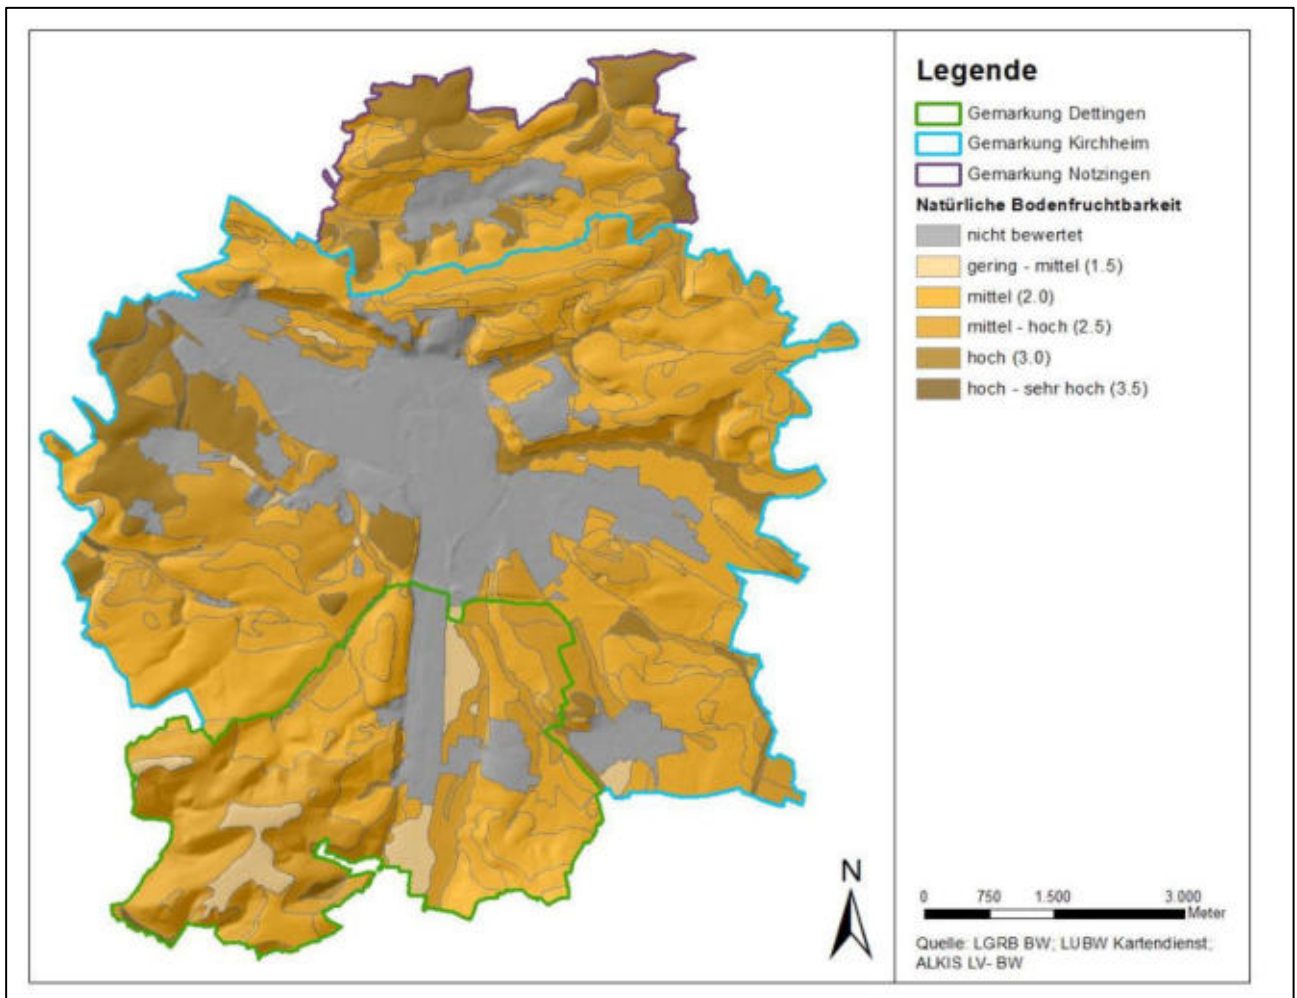 Legende
Gemarkung Dettingen
Gemarkung Kirchheim
Gemarkung Notzingen
Natürliche Bodenfruchtbarkeit
nicht bewertet
gering - mittel (1.5)
mittel (2.0)
mittel - hoch (2.5)
hoch (3.0)
hoch - sehr hoch (3.5)
N
0 750 1.500 3.000
Meter
Quelle: LGRB BW; LUBW Kartendienst;
ALKIS LV- BW